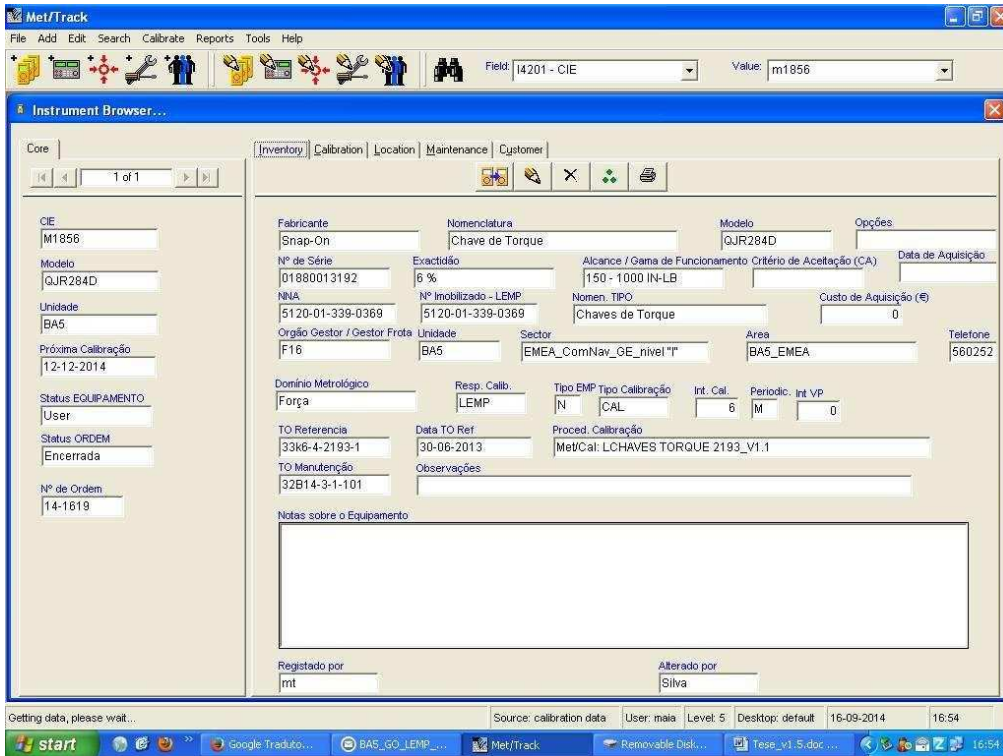 Met/Track
File Add Edit Search Calibrate Reports Tools Help
Field: I4201 - CIE Value: m1856
Instrument Browser...
Core
1 of 1
CIE
M1856
Modelo
QJR284D
Unidade
BA5
Próxima Calibração
12-12-2014
Status EQUIPAMENTO
User
Status ORDEM
Encerrada
Nº de Ordem
14-1619
Inventory Calibration Location Maintenance Customer
Fabricante Nomenclatura Modelo Opções
Snap-On Chave de Torque QJR284D
Nº de Série Exactidão Alcance / Gama de Funcionamento Critério de Aceitação (CA) Data de Aquisição
01880013192 6 % 150 - 1000 IN-LB
NNA Nº Imobilizado - LEMP Nomen. TIPO Custo de Aquisição (€)
5120-01-339-0369 5120-01-339-0369 Chaves de Torque 0
Orgão Gestor / Gestor Frota Unidade Sector Area Telefone
F16 BA5 EMEA_ComNav_GE_nivel "I" BA5_EMEA 560252
Domínio Metrológico Resp. Calib. Tipo EMP Tipo Calibração Int. Cal. Periodic. Int VP
Força LEMP N CAL 6 M 0
TO Referencia Data TO Ref Proced. Calibração
33k6-4-2193-1 30-06-2013 Met/Cal: LCHAVES TORQUE 2193_V1.1
TO Manutenção Observações
32B14-3-1-101
Notas sobre o Equipamento
Registado por Alterado por
mt Silva
Getting data, please wait... Source: calibration data User: maia Level: 5 Desktop: default 16-09-2014 16:54
start Google Traduto... BA5_GO_LEMP_... Met/Track Removable Disk... Tese_v1.5.doc ... 16:54